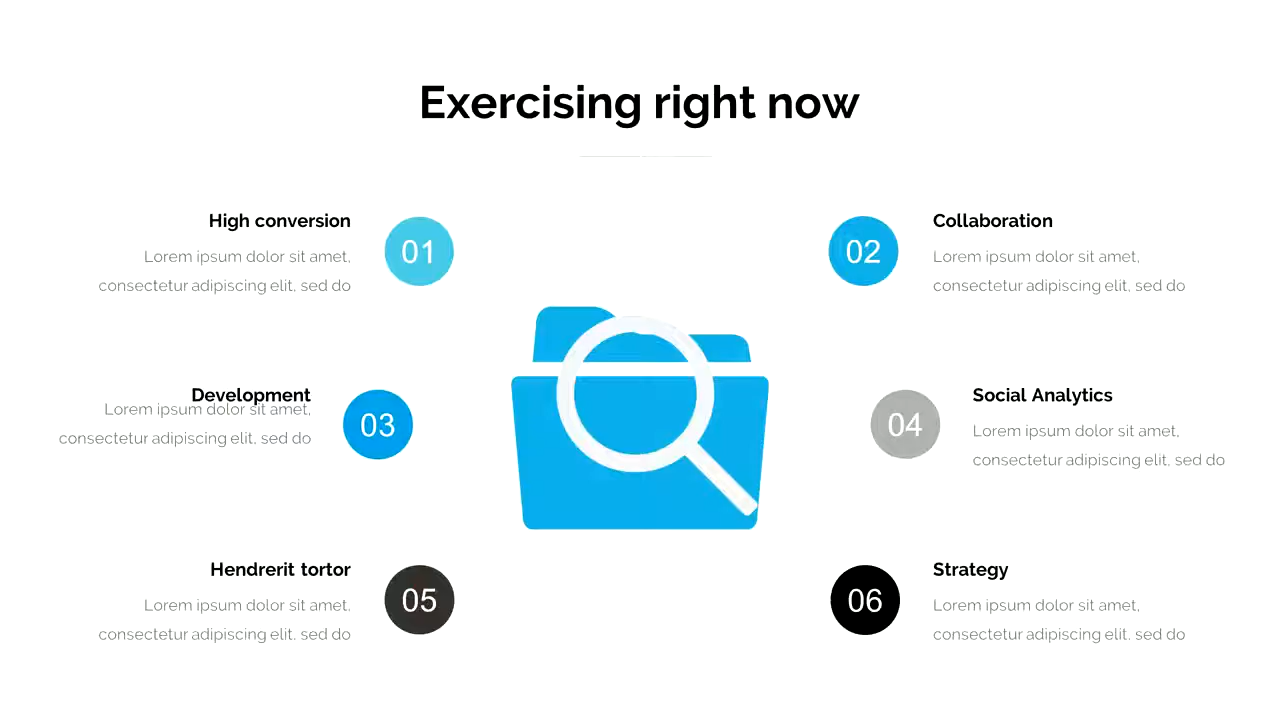 Exercising right now
High conversion
Lorem ipsum dolor sit amet,
consectetur adipiscing elit, sed do
01
02
Collaboration
Lorem ipsum dolor sit amet,
consectetur adipiscing elit, sed do
Development
Lorem ipsum dolor sit amet,
consectetur adipiscing elit, sed do
03
04
Social Analytics
Lorem ipsum dolor sit amet,
consectetur adipiscing elit, sed do
Hendrerit tortor
Lorem ipsum dolor sit amet,
consectetur adipiscing elit, sed do
05
06
Strategy
Lorem ipsum dolor sit amet,
consectetur adipiscing elit, sed do